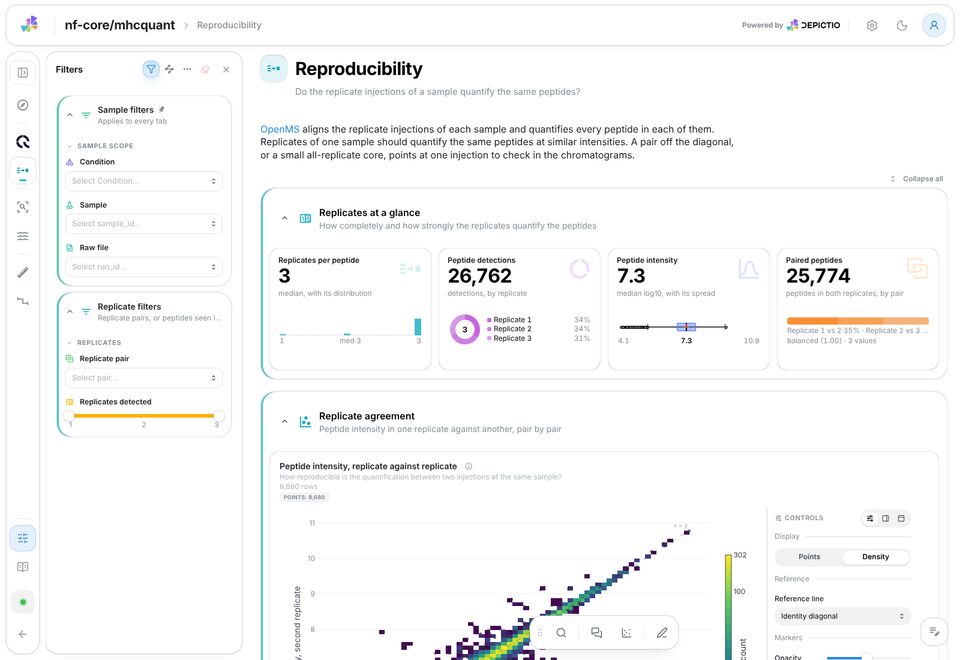 nf-core/mhcquant
Reproducibility
Powered by DEPICTIO
Filters
Sample filters
Applies to every tab
SAMPLE SCOPE
Condition
Select Condition...
Sample
Select sample_id...
Raw file
Select run_id...
Replicate filters
Replicate pairs, or peptides seen i...
REPLICATES
Replicate pair
Select pair...
Replicates detected
1 2 3
Reproducibility
Do the replicate injections of a sample quantify the same peptides?
OpenMS aligns the replicate injections of each sample and quantifies every peptide in each of them.
Replicates of one sample should quantify the same peptides at similar intensities. A pair off the diagonal,
or a small all-replicate core, points at one injection to check in the chromatograms.
Collapse all
Replicates at a glance
How completely and how strongly the replicates quantify the peptides
Replicates per peptide
3
median, with its distribution
1 med 3 3
Peptide detections
26,762
detections, by replicate
3
Replicate 1 34%
Replicate 2 34%
Replicate 3 31%
Peptide intensity
7.3
median log10, with its spread
4.1 7.3 10.8
Paired peptides
25,774
peptides in both replicates, by pair
Replicate 1 vs 2 35% · Replicate 2 vs 3 ...
balanced (1.00) · 3 values
Replicate agreement
Peptide intensity in one replicate against another, pair by pair
Peptide intensity, replicate against replicate
How reproducible is the quantification between two injections of the same sample?
8,680 rows
POINTS: 8,680
11
10
9
8
y, second replicate
x = y
302
100
count
CONTROLS
Display
Points Density
Reference
Reference line
Identity diagonal
Markers
Opacity